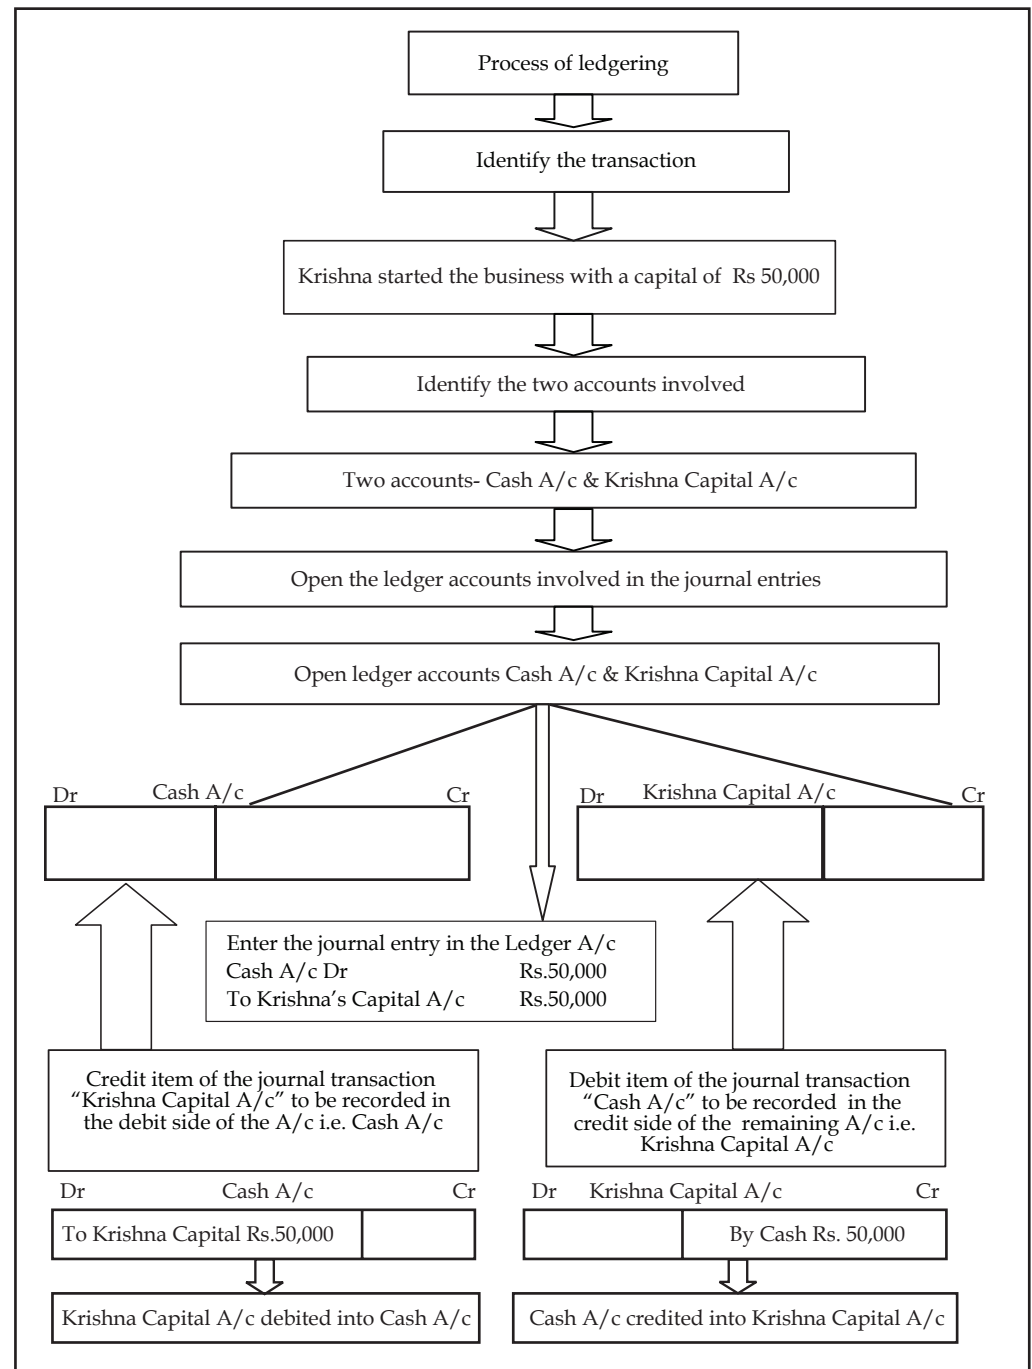 Process of ledgering
Identify the transaction
Krishna started the business with a capital of Rs 50,000
Identify the two accounts involved
Two accounts- Cash A/c & Krishna Capital A/c
Open the ledger accounts involved in the journal entries
Open ledger accounts Cash A/c & Krishna Capital A/c
Dr Cash A/c Cr
Dr Krishna Capital A/c Cr
Enter the journal entry in the Ledger A/c
Cash A/c Dr Rs.50,000
To Krishna’s Capital A/c Rs.50,000
Credit item of the journal transaction
“Krishna Capital A/c” to be recorded in
the debit side of the A/c i.e. Cash A/c
Debit item of the journal transaction
“Cash A/c” to be recorded in the
credit side of the remaining A/c i.e.
Krishna Capital A/c
Dr Cash A/c Cr
To Krishna Capital Rs.50,000
Krishna Capital A/c debited into Cash A/c
Dr Krishna Capital A/c Cr
By Cash Rs. 50,000
Cash A/c credited into Krishna Capital A/c